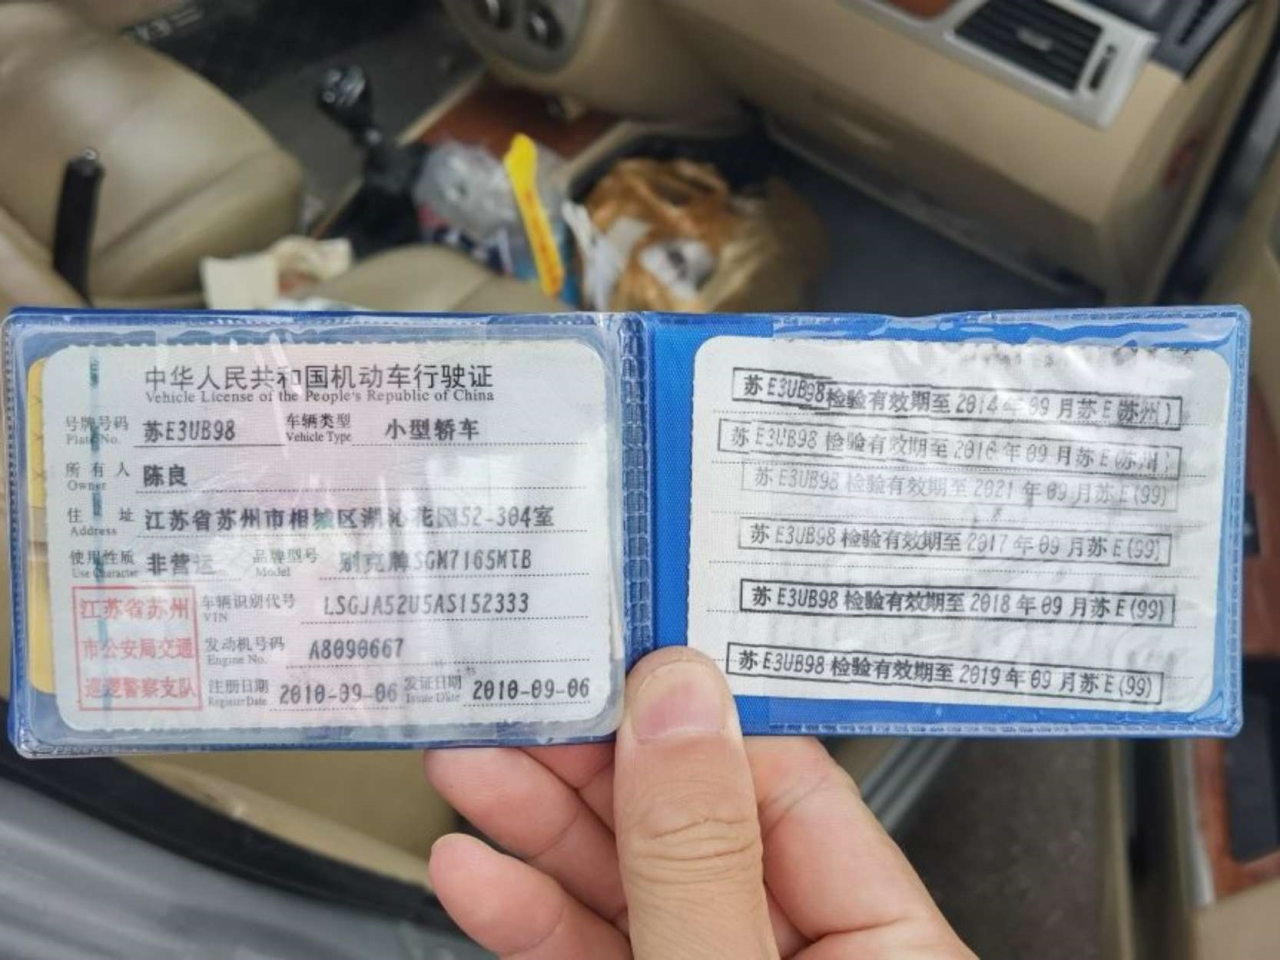 中华人民共和国机动车行驶证
Vehicle License of the People's Republic of China
号牌号码 苏E3UB98 车辆类型 小型轿车
Plate No. Vehicle Type
所有人 陈良
Owner
住址 江苏省苏州市相城区湖沁花园52-304室
Address
使用性质 非营运 品牌型号 别克牌SGM7165MTB
Use Character Model
江苏省苏州
市公安局交通
巡逻警察支队
车辆识别代号 LSGJA52U5AS152333
VIN
发动机号码 A8090667
Engine No.
注册日期 2010-09-06 发证日期 2010-09-06
Register Date Issue Date
苏E3UB98检验有效期至2014年09月苏E(苏州)
苏E3UB98检验有效期至2016年09月苏E(苏州)
苏E3UB98检验有效期至2021年09月苏E(99)
苏E3UB98检验有效期至2017年09月苏E(99)
苏E3UB98检验有效期至2018年09月苏E(99)
苏E3UB98检验有效期至2019年09月苏E(99)